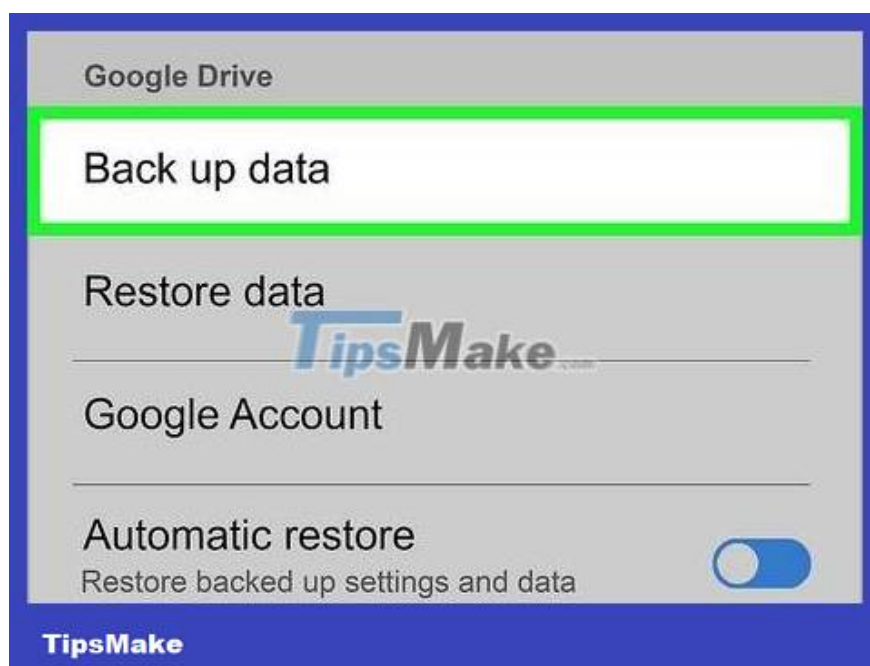 Google Drive
Back up data
Restore data
TipsMake.com
Google Account
Automatic restore
Restore backed up settings and data
TipsMake